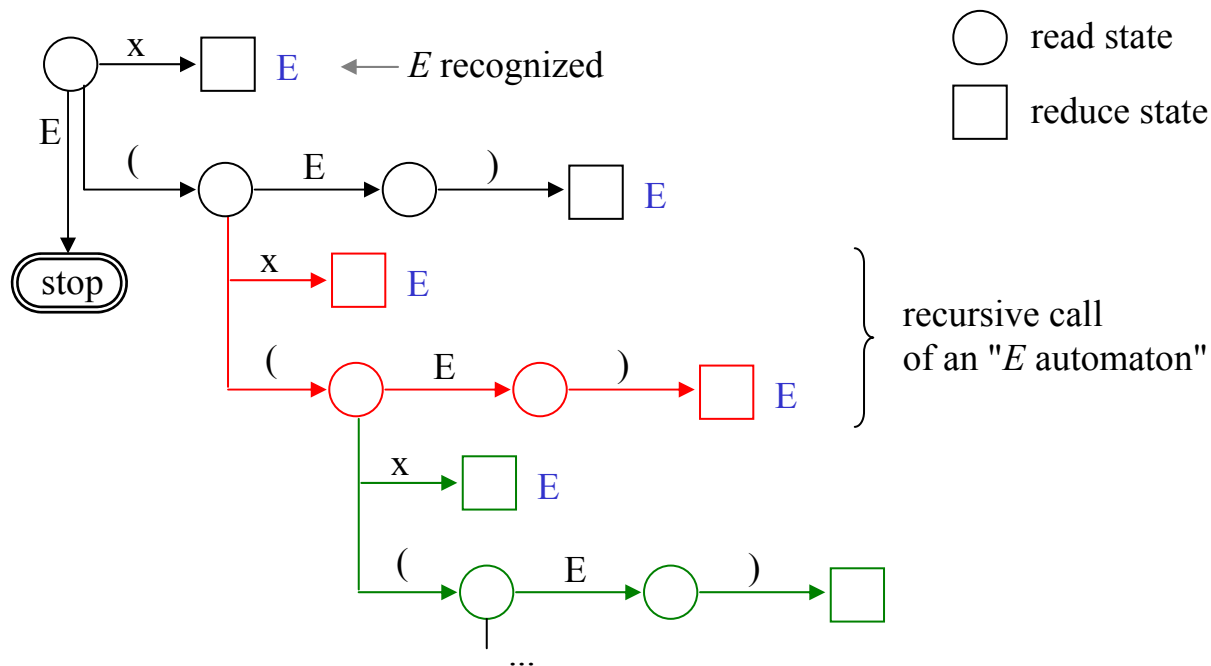 x
E
E recognized
read state
reduce state
E
(
E
)
E
stop
x
E
recursive call
of an "E automaton"
(
E
)
E
x
E
(
E
)
...